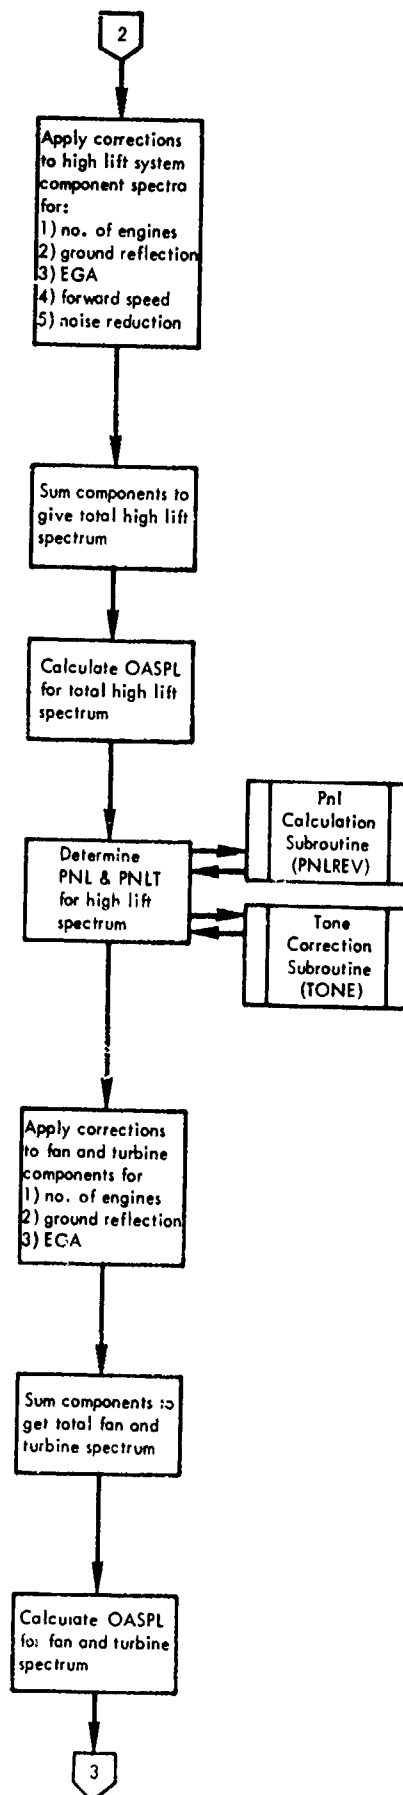 2
Apply corrections
to high lift system
component spectra
for:
1) no. of engines
2) ground reflection
3) EGA
4) forward speed
5) noise reduction
Sum components to
give total high lift
spectrum
Calculate OASPL
for total high lift
spectrum
Determine
PNL & PNLT
for high lift
spectrum
Pnl
Calculation
Subroutine
(PNLREV)
Tone
Correction
Subroutine
(TONE)
Apply corrections
to fan and turbine
components for
1) no. of engines
2) ground reflection
3) EGA
Sum components to
get total fan and
turbine spectrum
Calculate OASPL
for fan and turbine
spectrum
3